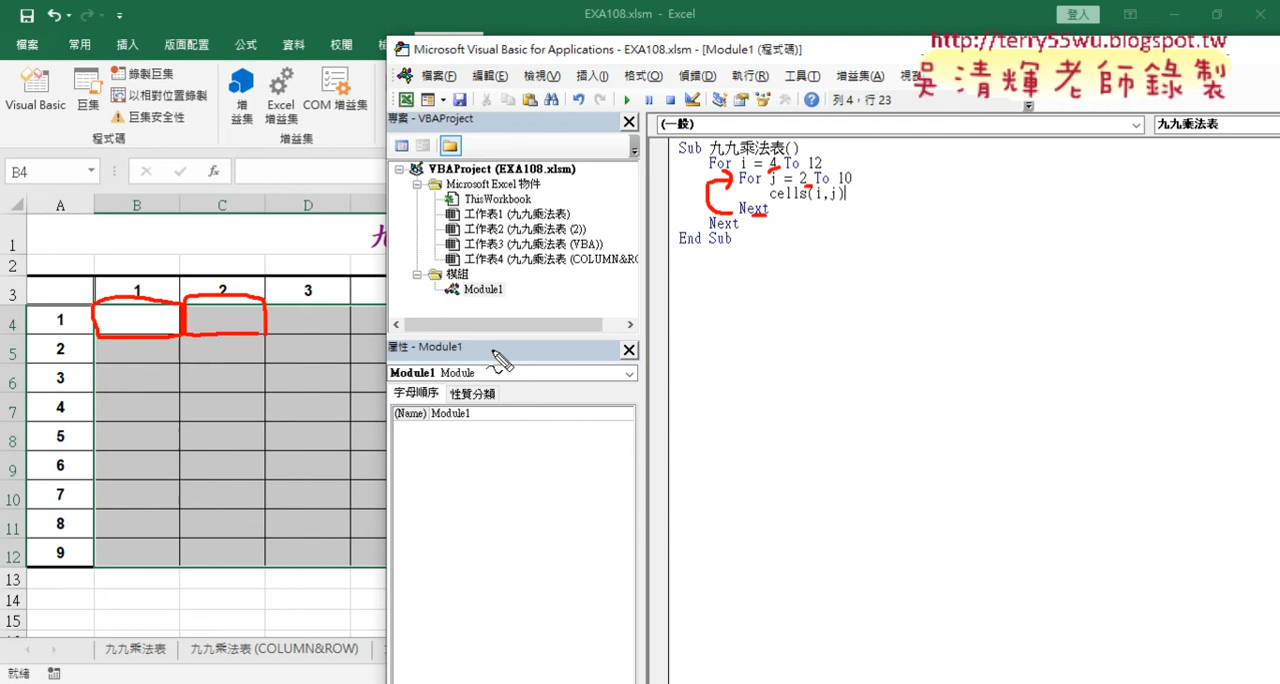 EXA108.xlsm - Excel
登入
檔案 常用 插入 版面配置 公式 資料 校閱
Visual Basic
巨集
錄製巨集
以相對位置錄製
巨集安全性
程式碼
增益集
Excel 增益集
COM 增益集
增益集
B4
fx
A B C D
1 2 3
1
2
3
4 1
5 2
6 3
7 4
8 5
9 6
10 7
11 8
12 9
13
14
15
九九乘法表 九九乘法表 (COLUMN&ROW)
就緒
Microsoft Visual Basic for Applications - EXA108.xlsm - [Module1 (程式碼)]
http://terry55wu.blogspot.tw
吳清輝老師錄製
檔案(F) 編輯(E) 檢視(V) 插入(I) 格式(O) 偵錯(D) 執行(R) 工具(T) 增益集(A)
列 4，行 23
專案 - VBAProject
VBAProject (EXA108.xlsm)
Microsoft Excel 物件
ThisWorkbook
工作表1 (九九乘法表)
工作表2 (九九乘法表 (2))
工作表3 (九九乘法表 (VBA))
工作表4 (九九乘法表 (COLUMN&RO
模組
Module1
屬性 - Module1
Module1 Module
字母順序 性質分類
(Name) Module1
(一般) 九九乘法表
Sub 九九乘法表()
For i = 4 To 12
For j = 2 To 10
cells(i,j)
Next
Next
End Sub